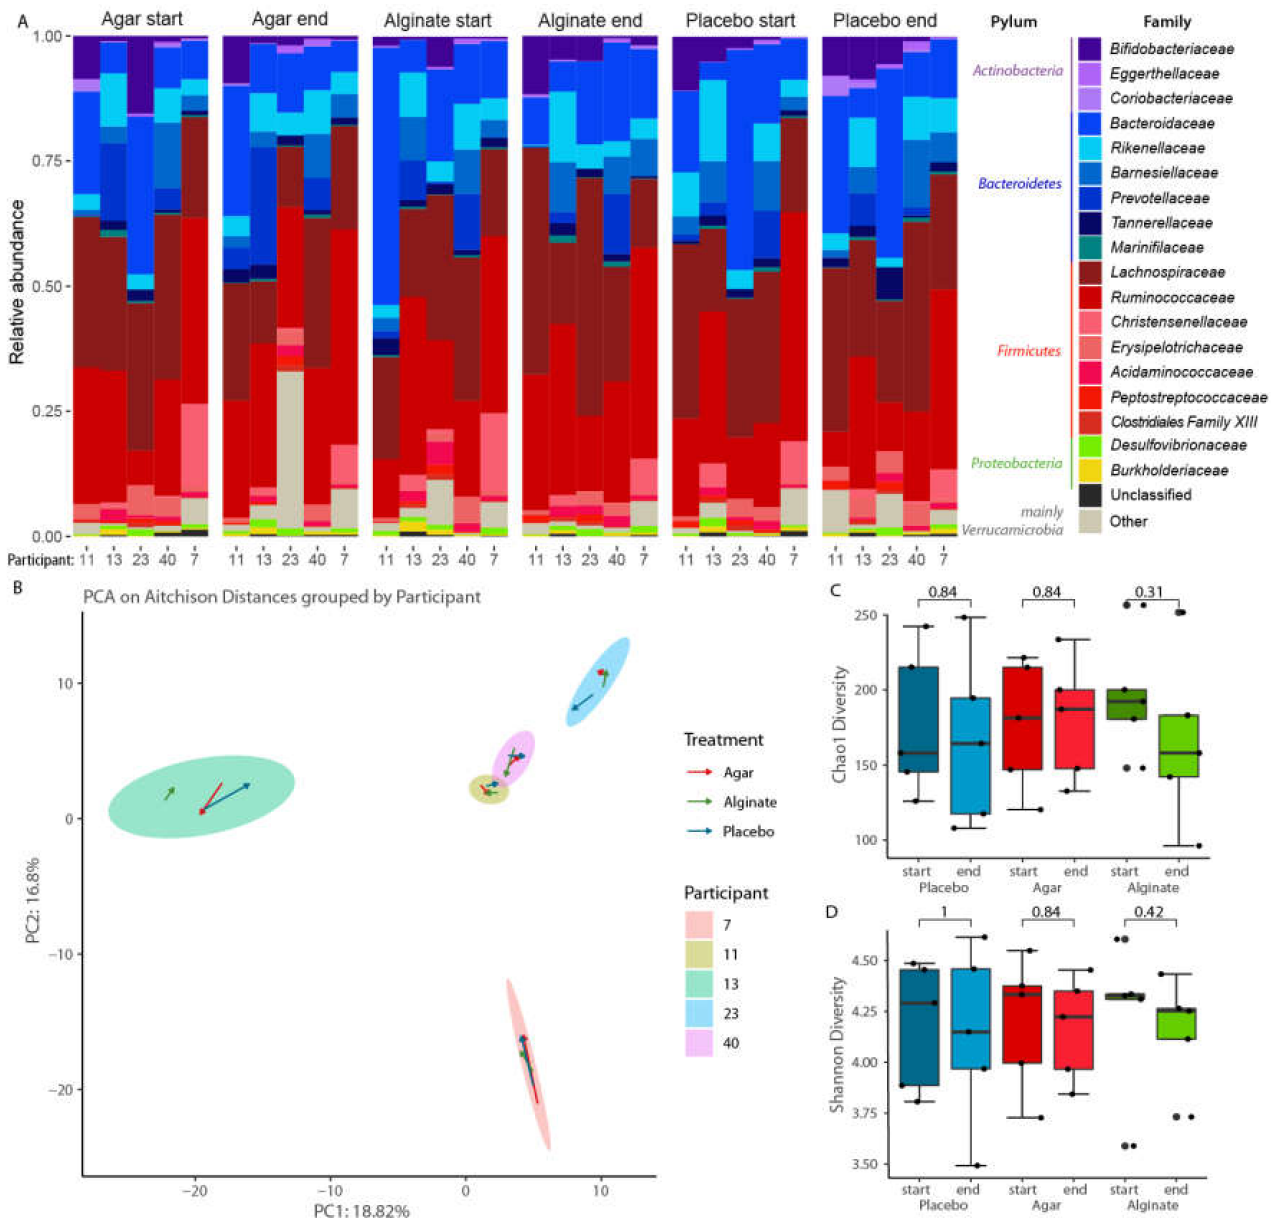 A
Agar start
Agar end
Alginate start
Alginate end
Placebo start
Placebo end
Pylum
Family
1.00
0.75
0.50
0.25
0.00
Relative abundance
Participant:
11 13 23 40 7
11 13 23 40 7
11 13 23 40 7
11 13 23 40 7
11 13 23 40 7
11 13 23 40 7
Actinobacteria
Bacteroidetes
Firmicutes
Proteobacteria
mainly
Verrucamicrobia
Bifidobacteriaceae
Eggerthellaceae
Coriobacteriaceae
Bacteroidaceae
Rikenellaceae
Barnesiellaceae
Prevotellaceae
Tannerellaceae
Marinifilaceae
Lachnospiraceae
Ruminococcaceae
Christensenellaceae
Erysipelotrichaceae
Acidaminococcaceae
Peptostreptococcaceae
Clostridiales Family XIII
Desulfovibrionaceae
Burkholderiaceae
Unclassified
Other
B
PCA on Aitchison Distances grouped by Participant
10
0
−10
−20
PC2: 16.8%
−20
−10
0
10
PC1: 18.82%
Treatment
Agar
Alginate
Placebo
Participant
7
11
13
23
40
C
0.84
0.84
0.31
250
200
150
100
Chao1 Diversity
start
end
start
end
start
end
Placebo
Agar
Alginate
D
1
0.84
0.42
4.50
4.25
4.00
3.75
3.50
Shannon Diversity
start
end
start
end
start
end
Placebo
Agar
Alginate